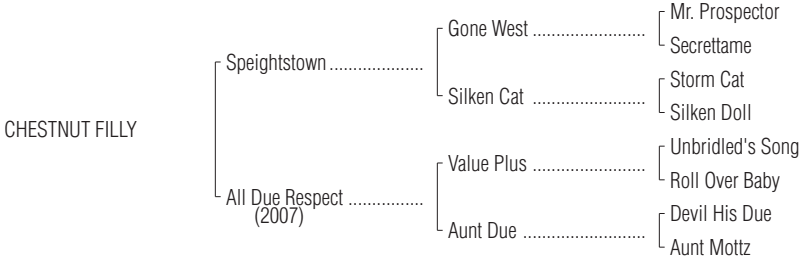 Mr. Prospector
Gone West ........................
Secrettame
Speightstown ....................
Storm Cat
Silken Cat ........................
Silken Doll
CHESTNUT FILLY
Unbridled's Song
Value Plus ........................
Roll Over Baby
All Due Respect ................
(2007)
Devil His Due
Aunt Due ..........................
Aunt Mottz